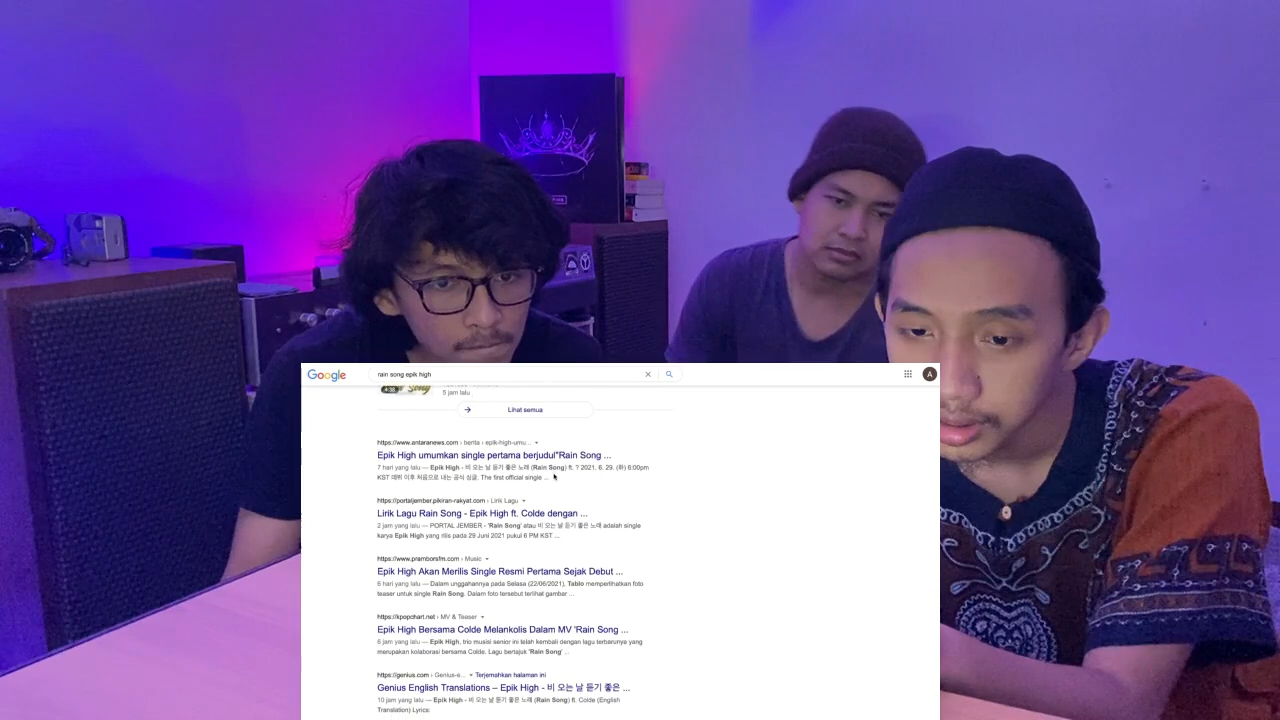 Google
rain song epik high
A
4:36
5 jam lalu
Lihat semua
https://www.antaranews.com › berita › epik-high-umu...
Epik High umumkan single pertama berjudul"Rain Song ...
7 hari yang lalu — Epik High - 비 오는 날 듣기 좋은 노래 (Rain Song) ft. ? 2021. 6. 29. (화) 6:00pm
KST 데뷔 이후 처음으로 내는 공식 싱글. The first official single ...
https://portaljember.pikiran-rakyat.com › Lirik Lagu
Lirik Lagu Rain Song - Epik High ft. Colde dengan ...
2 jam yang lalu — PORTAL JEMBER - 'Rain Song' atau 비 오는 날 듣기 좋은 노래 adalah single
karya Epik High yang rilis pada 29 Juni 2021 pukul 6 PM KST ...
https://www.pramborsfm.com › Music
Epik High Akan Merilis Single Resmi Pertama Sejak Debut ...
6 hari yang lalu — Dalam unggahannya pada Selasa (22/06/2021), Tablo memperlihatkan foto
teaser untuk single Rain Song. Dalam foto tersebut terlihat gambar ...
https://kpopchart.net › MV & Teaser
Epik High Bersama Colde Melankolis Dalam MV 'Rain Song ...
6 jam yang lalu — Epik High, trio musisi senior ini telah kembali dengan lagu terbarunya yang
merupakan kolaborasi bersama Colde. Lagu bertajuk 'Rain Song' ...
https://genius.com › Genius-e... Terjemahkan halaman ini
Genius English Translations – Epik High - 비 오는 날 듣기 좋은 ...
10 jam yang lalu — Epik High - 비 오는 날 듣기 좋은 노래 (Rain Song) ft. Colde (English
Translation) Lyrics: